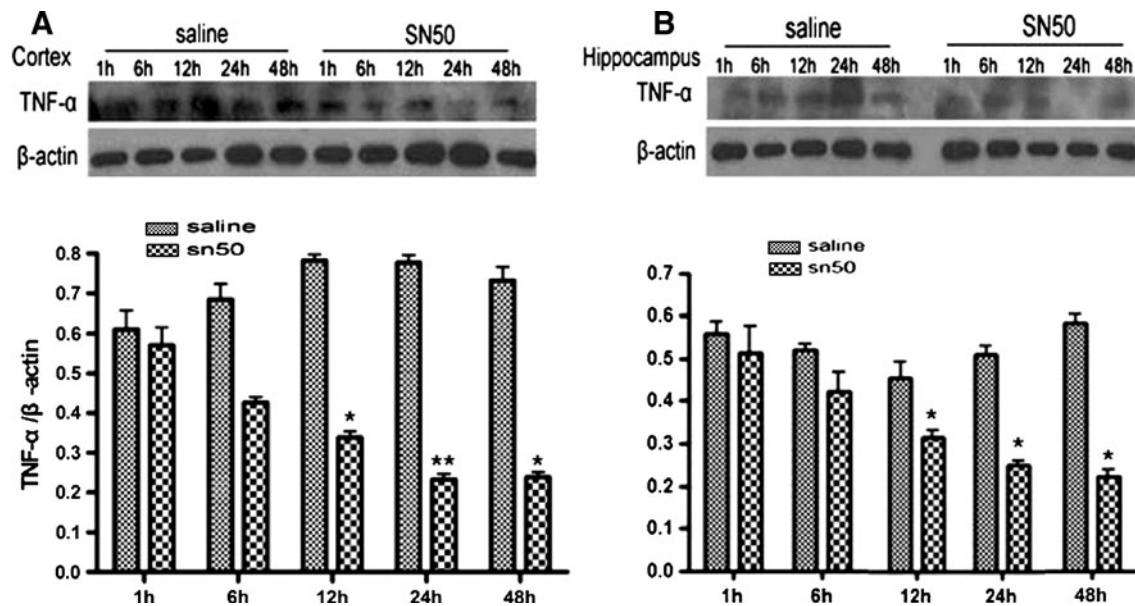 A
saline SN50
Cortex 1h 6h 12h 24h 48h 1h 6h 12h 24h 48h
TNF-α
β-actin
saline
sn50
TNF-α /β -actin
0.8
0.7
0.6
0.5
0.4
0.3
0.2
0.1
0.0
* ** *
1h 6h 12h 24h 48h
B
saline SN50
Hippocampus 1h 6h 12h 24h 48h 1h 6h 12h 24h 48h
TNF-α
β-actin
saline
sn50
0.7
0.6
0.5
0.4
0.3
0.2
0.1
0.0
* * *
1h 6h 12h 24h 48h